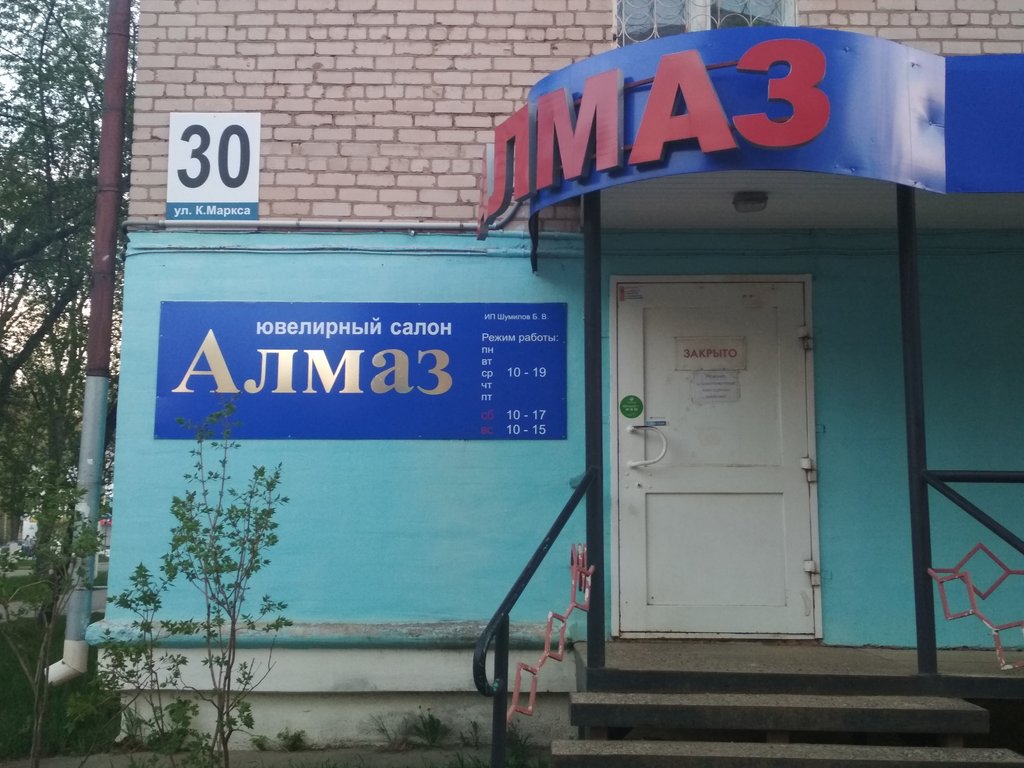 АЛМАЗ
30
ул. К.Маркса
ювелирный салон
Алмаз
ИП Шумилов Б. В.
Режим работы:
пн
вт
ср 10 - 19
чт
пт
сб 10 - 17
вс 10 - 15
ЗАКРЫТО